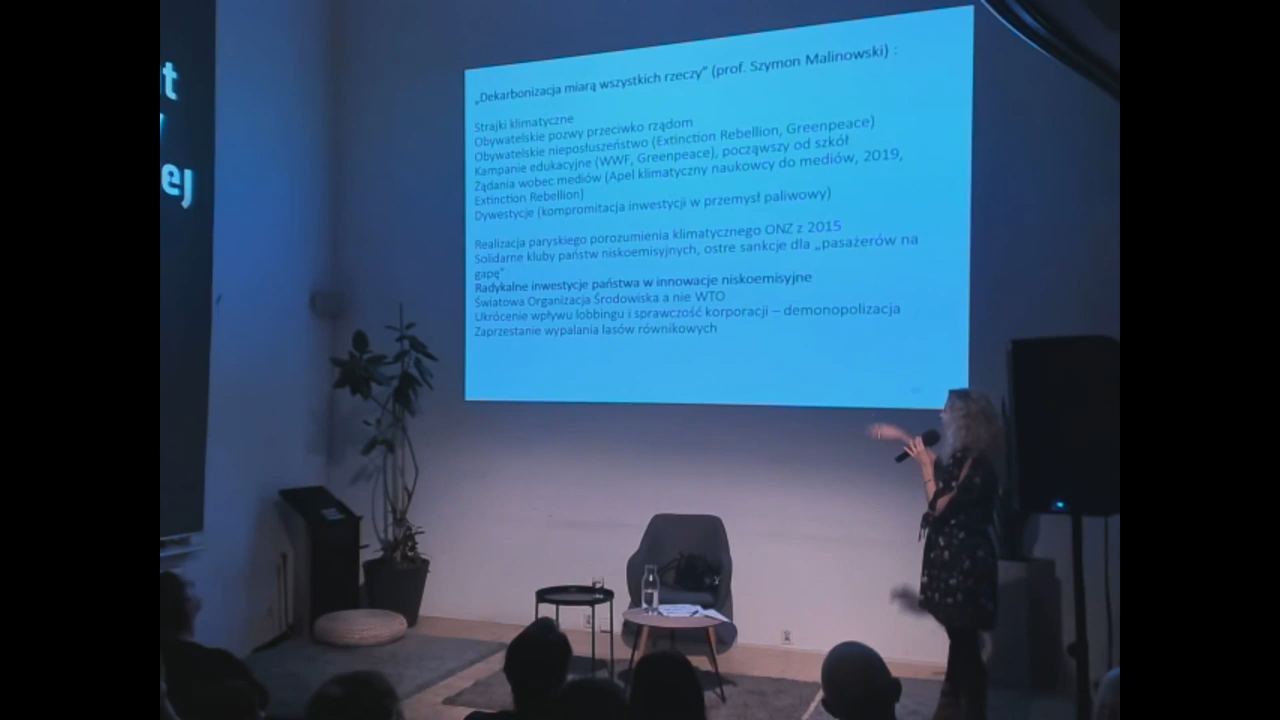 t
ej
„Dekarbonizacja miarą wszystkich rzeczy” (prof. Szymon Malinowski) :
Strajki klimatyczne
Obywatelskie pozwy przeciwko rządom
Obywatelskie nieposłuszeństwo (Extinction Rebellion, Greenpeace)
Kampanie edukacyjne (WWF, Greenpeace), począwszy od szkół
Żądania wobec mediów (Apel klimatyczny naukowcy do mediów, 2019,
Extinction Rebellion)
Dywestycje (kompromitacja inwestycji w przemysł paliwowy)
Realizacja paryskiego porozumienia klimatycznego ONZ z 2015
Solidarne kluby państw niskoemisyjnych, ostre sankcje dla „pasażerów na
gapę”
Radykalne inwestycje państwa w innowacje niskoemisyjne
Światowa Organizacja Środowiska a nie WTO
Ukrócenie wpływu lobbingu i sprawczość korporacji – demonopolizacja
Zaprzestanie wypalania lasów równikowych